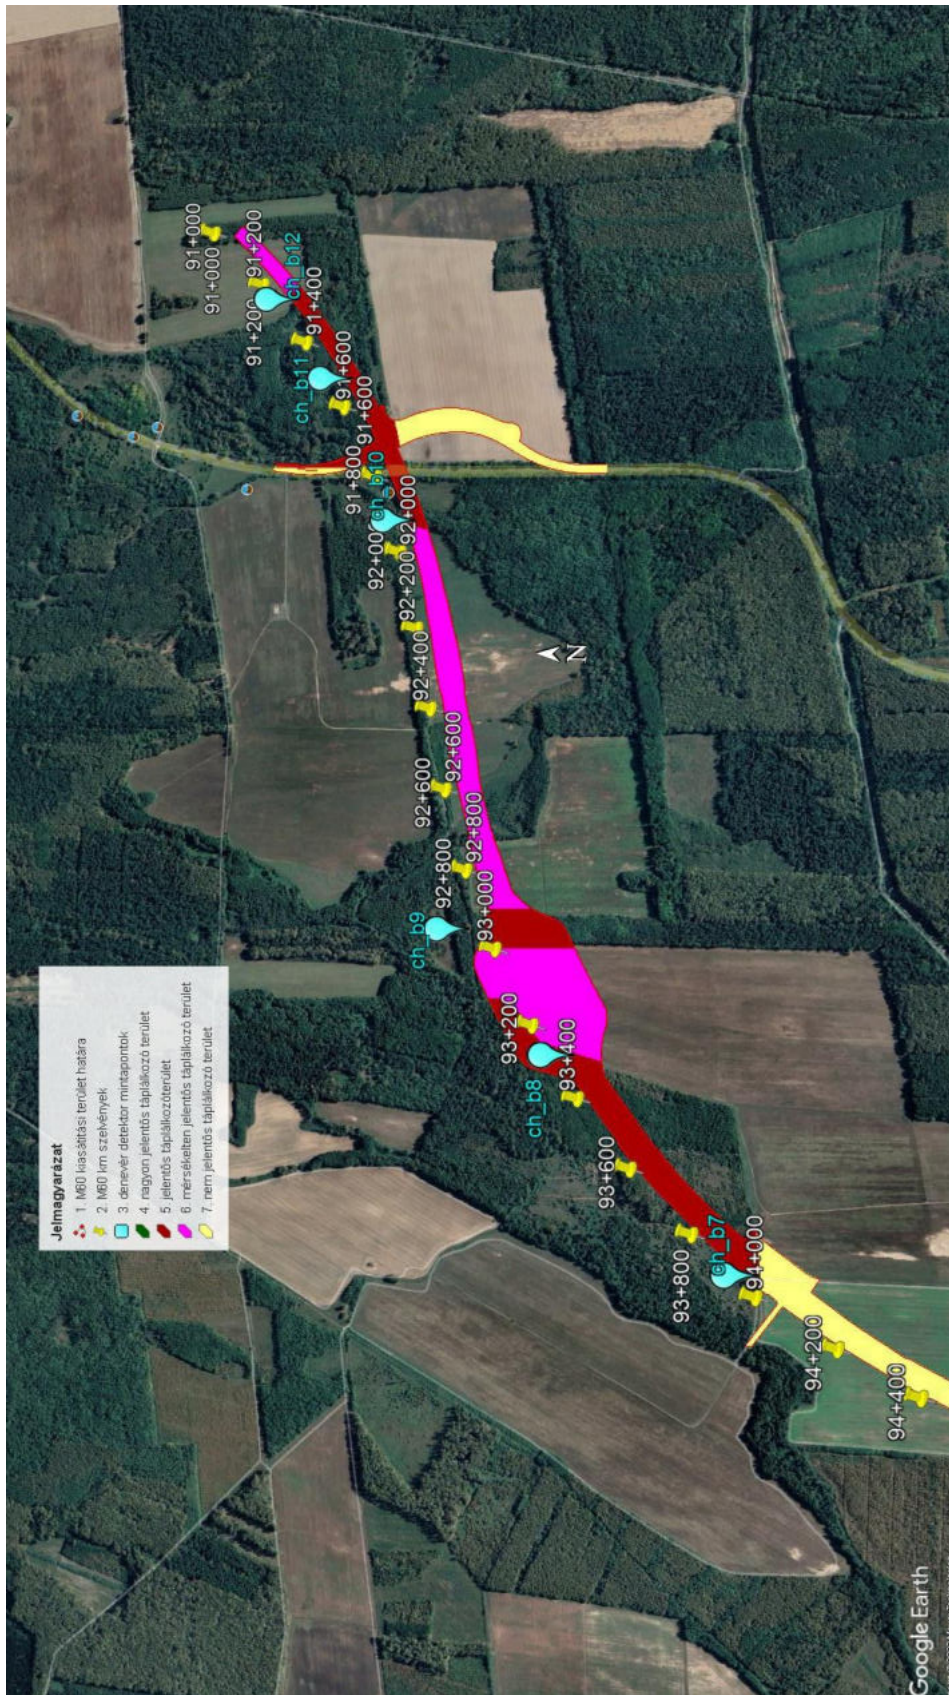 Jelmagyarázat
1. M60 kisajátítási terület határa
2. M60 km szelvények
3. denevér detektor mintapontok
4. nagyon jelentős táplálkozó terület
5. jelentős táplálkozóterület
6. mérsékelten jelentős táplálkozó terület
7. nem jelentős táplálkozó terület
94+400
94+200
94+000
ch_b7
93+800
93+600
ch_b8
93+400
93+200
ch_b9
93+000
92+800
92+800
92+600
92+600
92+400
92+200
92+000
92+000
ch_b10
91+800
91+600
91+600
ch_b11
91+400
91+200
91+200
ch_b12
91+000
91+000
N
Google Earth